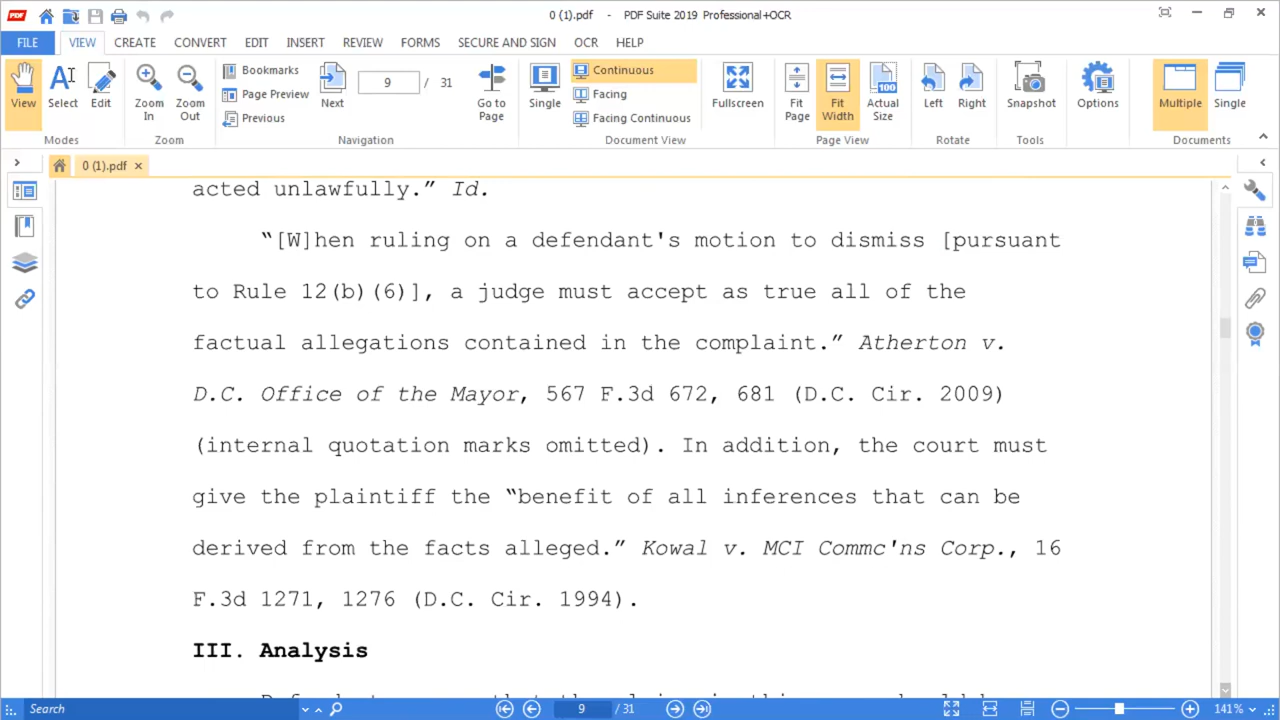 PDF 0 (1).pdf - PDF Suite 2019 Professional+OCR
FILE VIEW CREATE CONVERT EDIT INSERT REVIEW FORMS SECURE AND SIGN OCR HELP
View Select Edit
Modes
Zoom In Zoom Out
Zoom
Bookmarks
Page Preview
Previous
Next
9 / 31
Go to Page
Navigation
Single
Continuous
Facing
Facing Continuous
Document View
Fit Page Fit Width 100 Actual Size
Page View
Fullscreen
Left Right
Rotate
Snapshot
Tools
Options
Multiple Single
Documents
0 (1).pdf
acted unlawfully.” Id.
“[W]hen ruling on a defendant's motion to dismiss [pursuant
to Rule 12(b)(6)], a judge must accept as true all of the
factual allegations contained in the complaint.” Atherton v.
D.C. Office of the Mayor, 567 F.3d 672, 681 (D.C. Cir. 2009)
(internal quotation marks omitted). In addition, the court must
give the plaintiff the “benefit of all inferences that can be
derived from the facts alleged.” Kowal v. MCI Commc'ns Corp., 16
F.3d 1271, 1276 (D.C. Cir. 1994).
III. Analysis
Search 9 / 31 141%